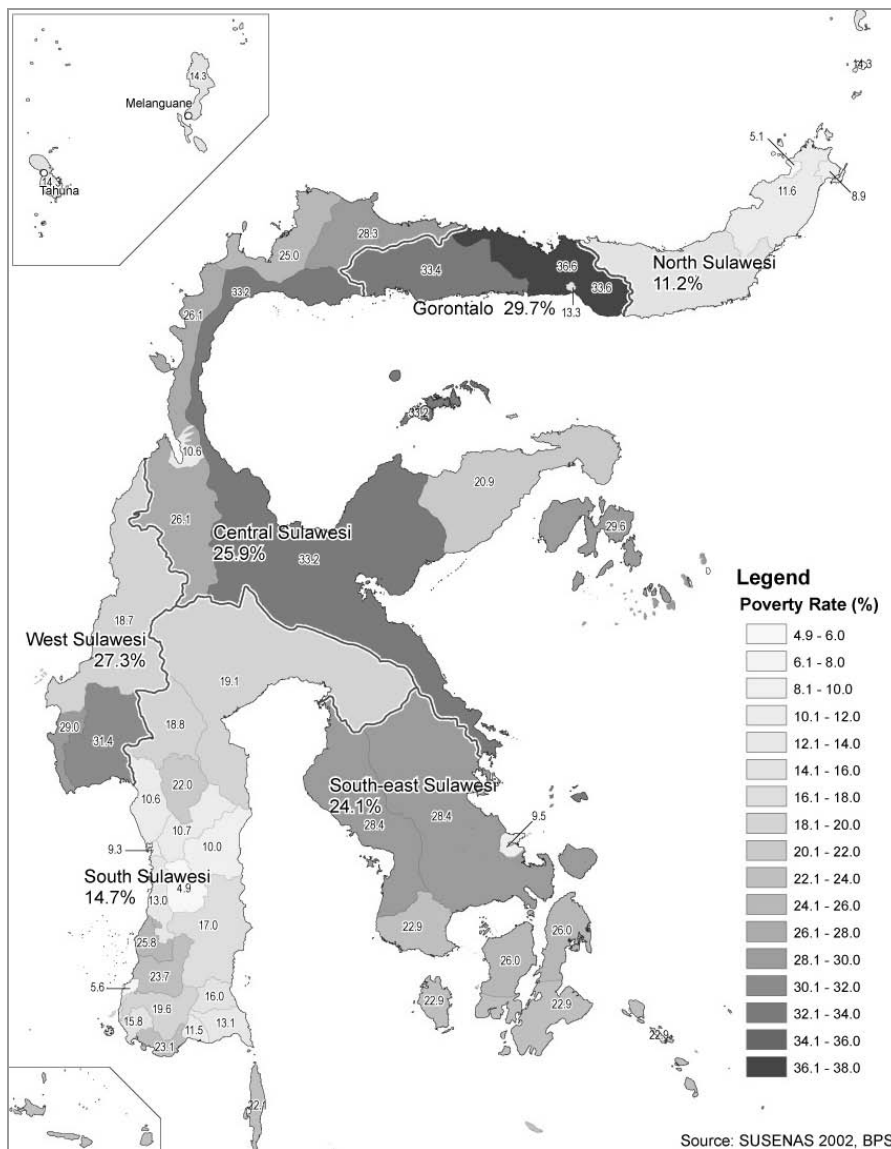 14.3
Melanguane
14.3
Tahuna
14.3
5.1
11.6
8.9
28.3
25.0
33.4
36.6
33.6
North Sulawesi
11.2%
33.2
Gorontalo 29.7%
13.3
26.1
33.2
10.6
20.9
26.1
29.6
Central Sulawesi
25.9%
33.2
18.7
West Sulawesi
27.3%
19.1
29.0
31.4
18.8
22.0
10.6
South-east Sulawesi
24.1%
28.4
28.4
9.5
10.7
9.3
10.0
South Sulawesi
14.7%
4.9
13.0
17.0
22.9
26.0
26.0
25.8
23.7
5.6
16.0
22.9
22.9
19.6
15.8
11.5
13.1
22.9
23.1
22.1
Legend
Poverty Rate (%)
4.9 - 6.0
6.1 - 8.0
8.1 - 10.0
10.1 - 12.0
12.1 - 14.0
14.1 - 16.0
16.1 - 18.0
18.1 - 20.0
20.1 - 22.0
22.1 - 24.0
24.1 - 26.0
26.1 - 28.0
28.1 - 30.0
30.1 - 32.0
32.1 - 34.0
34.1 - 36.0
36.1 - 38.0
Source: SUSENAS 2002, BPS